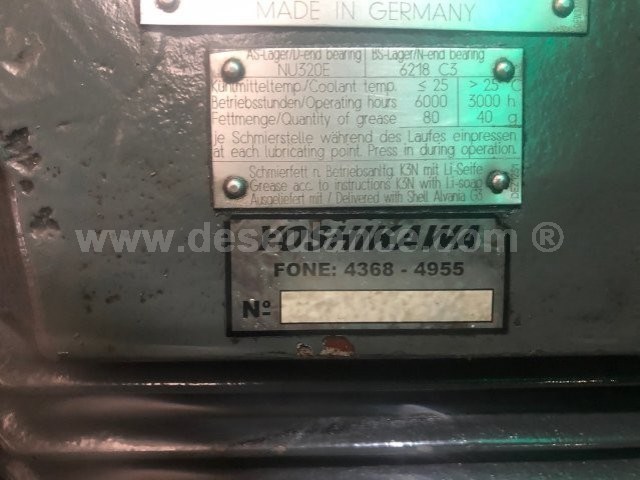 MADE IN GERMANY
AS-Lager/D-end bearing BS-Lager/N-end bearing
NU320E 6218 C3
Kühlmitteltemp./Coolant temp. ≤ 25 > 25 °C
Betriebsstunden/Operating hours 6000 3000 h
Fettmenge/Quantity of grease 80 40 g
je Schmierstelle während des Laufes einpressen
at each lubricating point. Press in during operation.
Schmierfett n. Betriebsanltg. K3N mit Li-Seife
Grease acc. to instructions K3N with Li-soap
Ausgeliefert mit / Delivered with Shell Alvania G3
YOSHIKAWA
FONE: 4368 - 4955
Nº